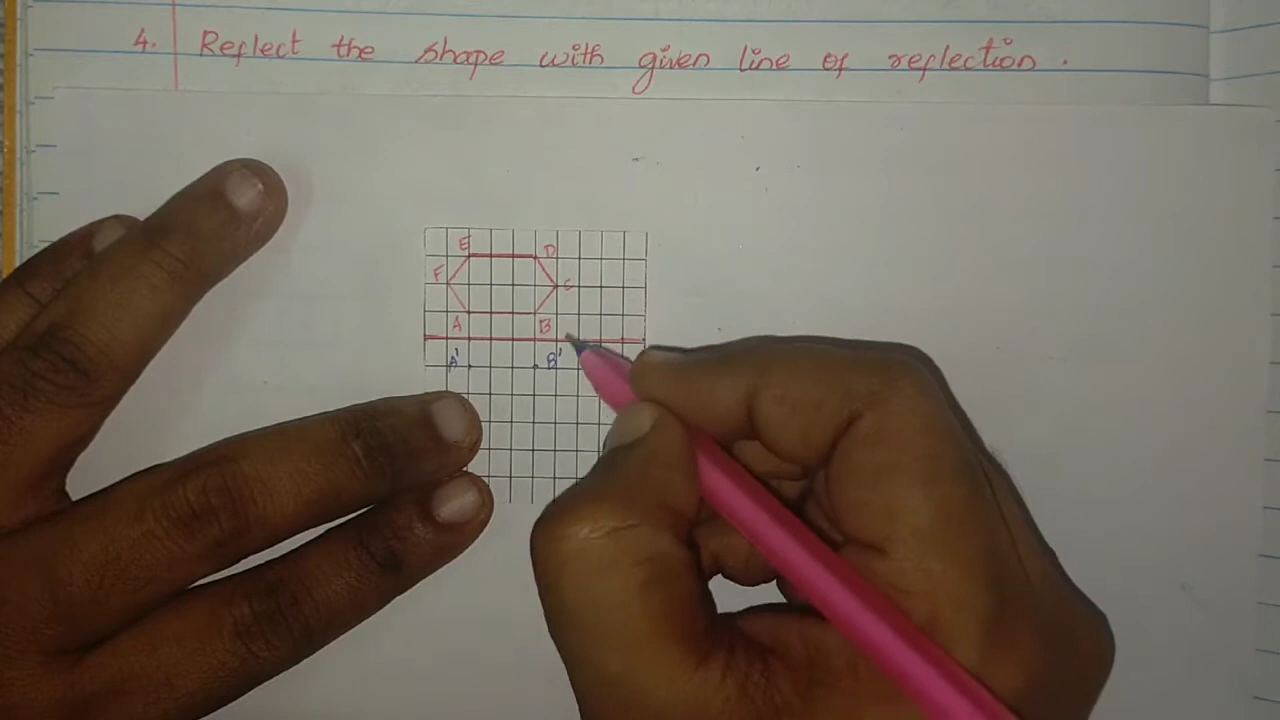 4. Reflect the shape with given line of reflection.
E D
F C
A B
A' B'